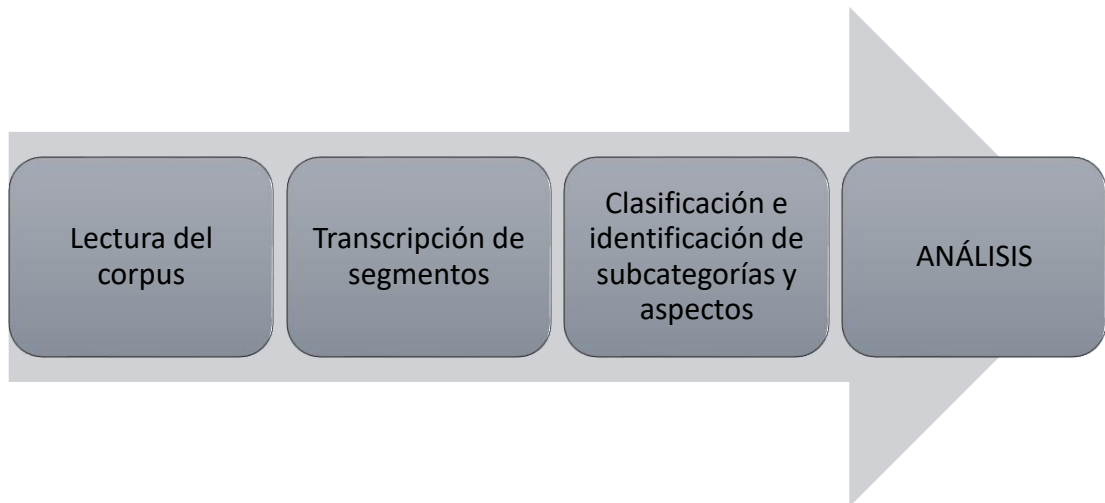 Lectura del
corpus
Transcripción de
segmentos
Clasificación e
identificación de
subcategorías y
aspectos
ANÁLISIS